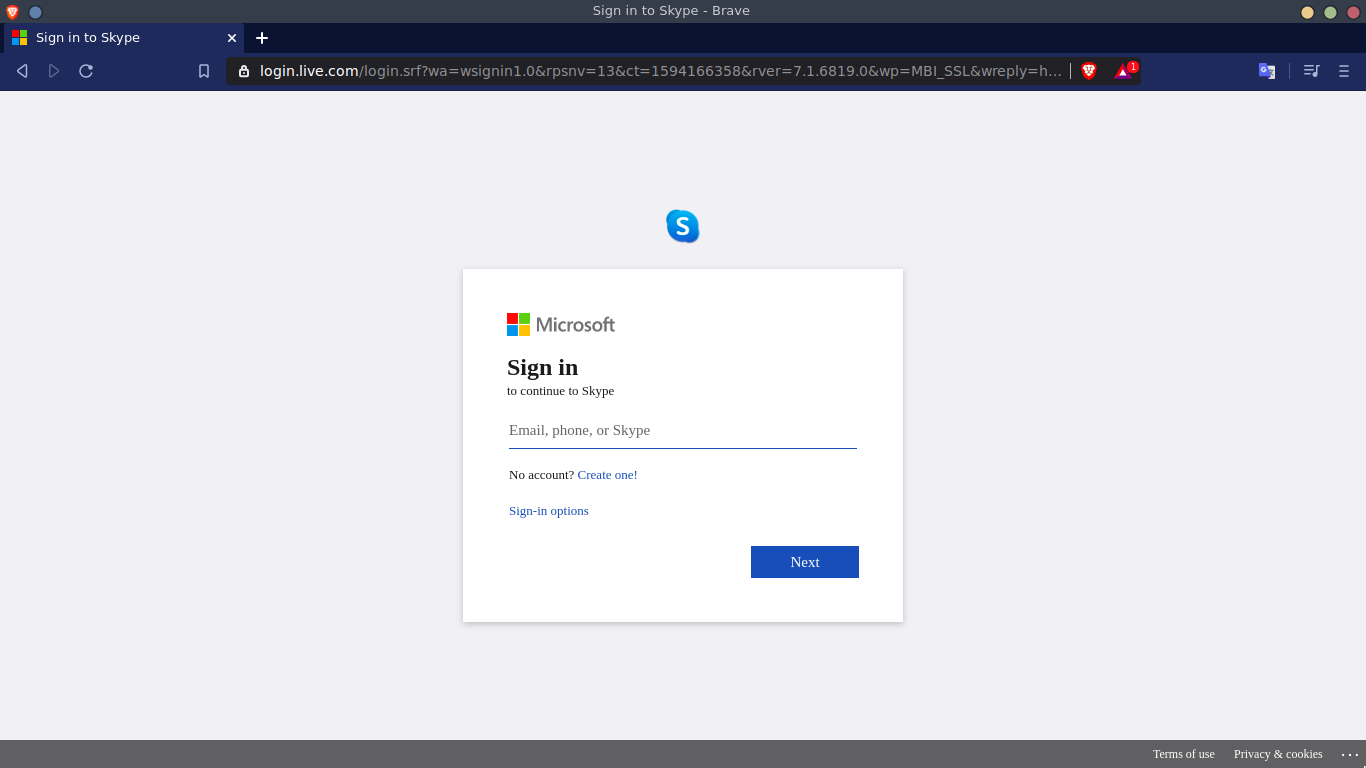 Sign in to Skype - Brave
Sign in to Skype
login.live.com/login.srf?wa=wsignin1.0&rpsnv=13&ct=1594166358&rver=7.1.6819.0&wp=MBI_SSL&wreply=h...
1
S
Microsoft
Sign in
to continue to Skype
Email, phone, or Skype
No account? Create one!
Sign-in options
Next
Terms of use Privacy & cookies ...